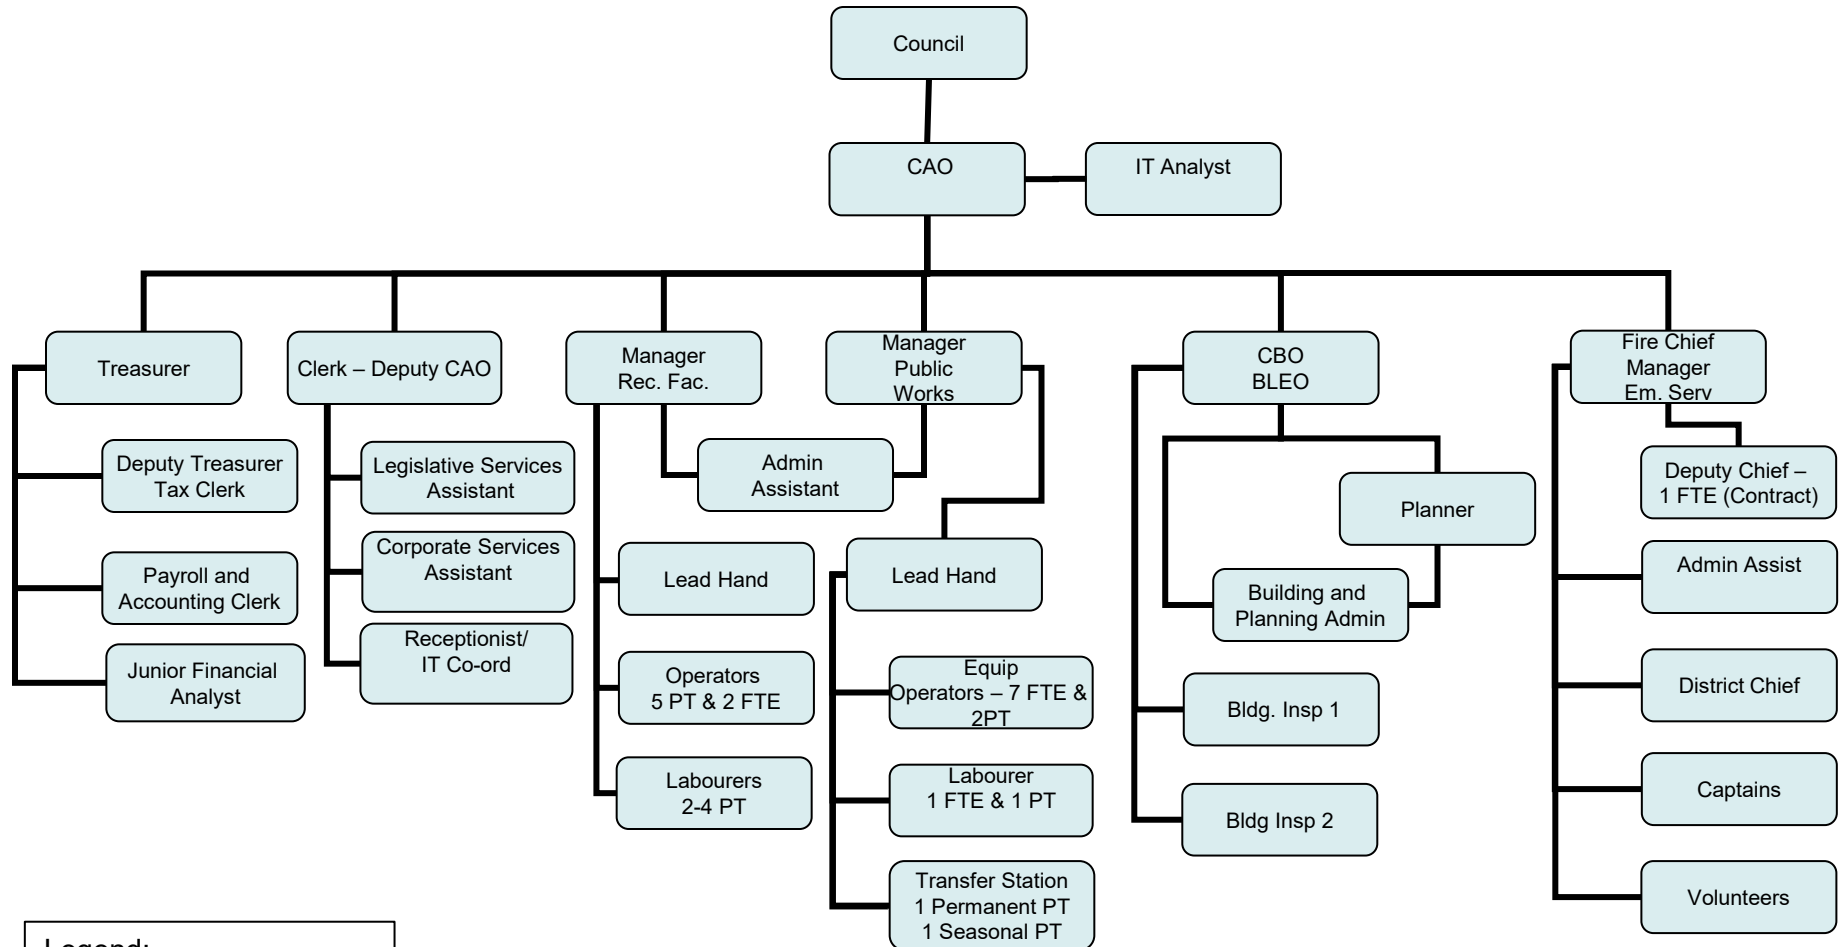 Council
CAO
IT Analyst
Treasurer
Clerk – Deputy CAO
Manager
Rec. Fac.
Manager
Public
Works
CBO
BLEO
Fire Chief
Manager
Em. Serv
Deputy Treasurer
Tax Clerk
Payroll and
Accounting Clerk
Junior Financial
Analyst
Legislative Services
Assistant
Corporate Services
Assistant
Receptionist/
IT Co-ord
Admin
Assistant
Lead Hand
Operators
5 PT & 2 FTE
Labourers
2-4 PT
Lead Hand
Equip
Operators – 7 FTE &
2PT
Labourer
1 FTE & 1 PT
Transfer Station
1 Permanent PT
1 Seasonal PT
Planner
Building and
Planning Admin
Bldg. Insp 1
Bldg Insp 2
Deputy Chief –
1 FTE (Contract)
Admin Assist
District Chief
Captains
Volunteers
Legend: